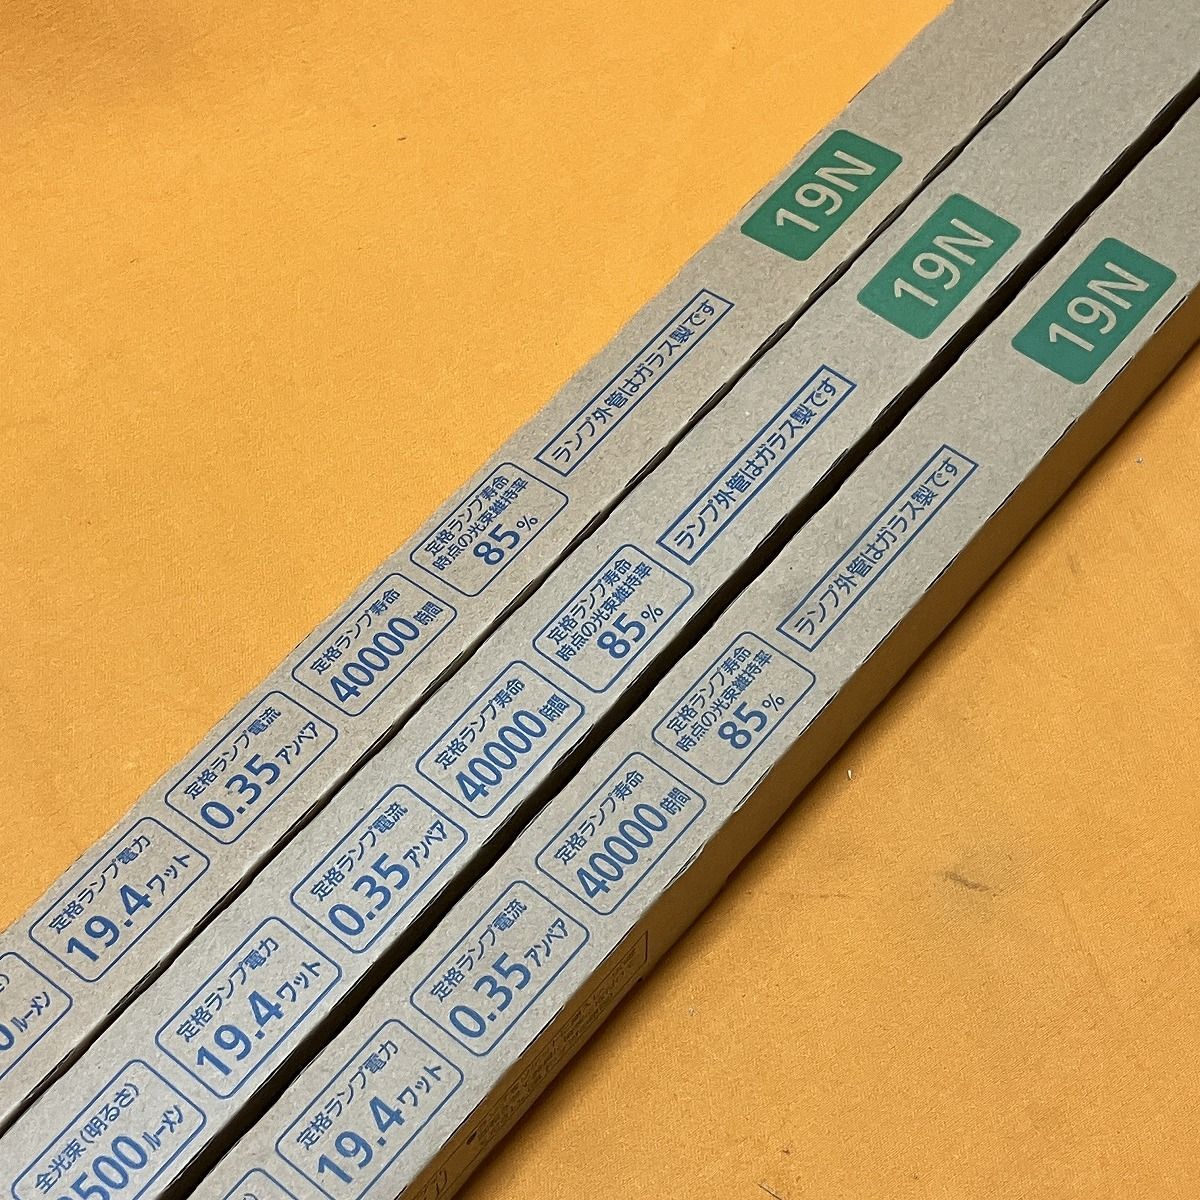 19N
ランプ外管はガラス製です
定格ランプ寿命
時点の光束維持率
85%
定格ランプ寿命
40000時間
定格ランプ電流
0.35アンペア
定格ランプ電力
19.4ワット
ルーメン
19N
ランプ外管はガラス製です
定格ランプ寿命
時点の光束維持率
85%
定格ランプ寿命
40000時間
定格ランプ電流
0.35アンペア
定格ランプ電力
19.4ワット
全光束(明るさ)
500ルーメン
19N
ランプ外管はガラス製です
定格ランプ寿命
時点の光束維持率
85%
定格ランプ寿命
40000時間
定格ランプ電流
0.35アンペア
定格ランプ電力
19.4ワット